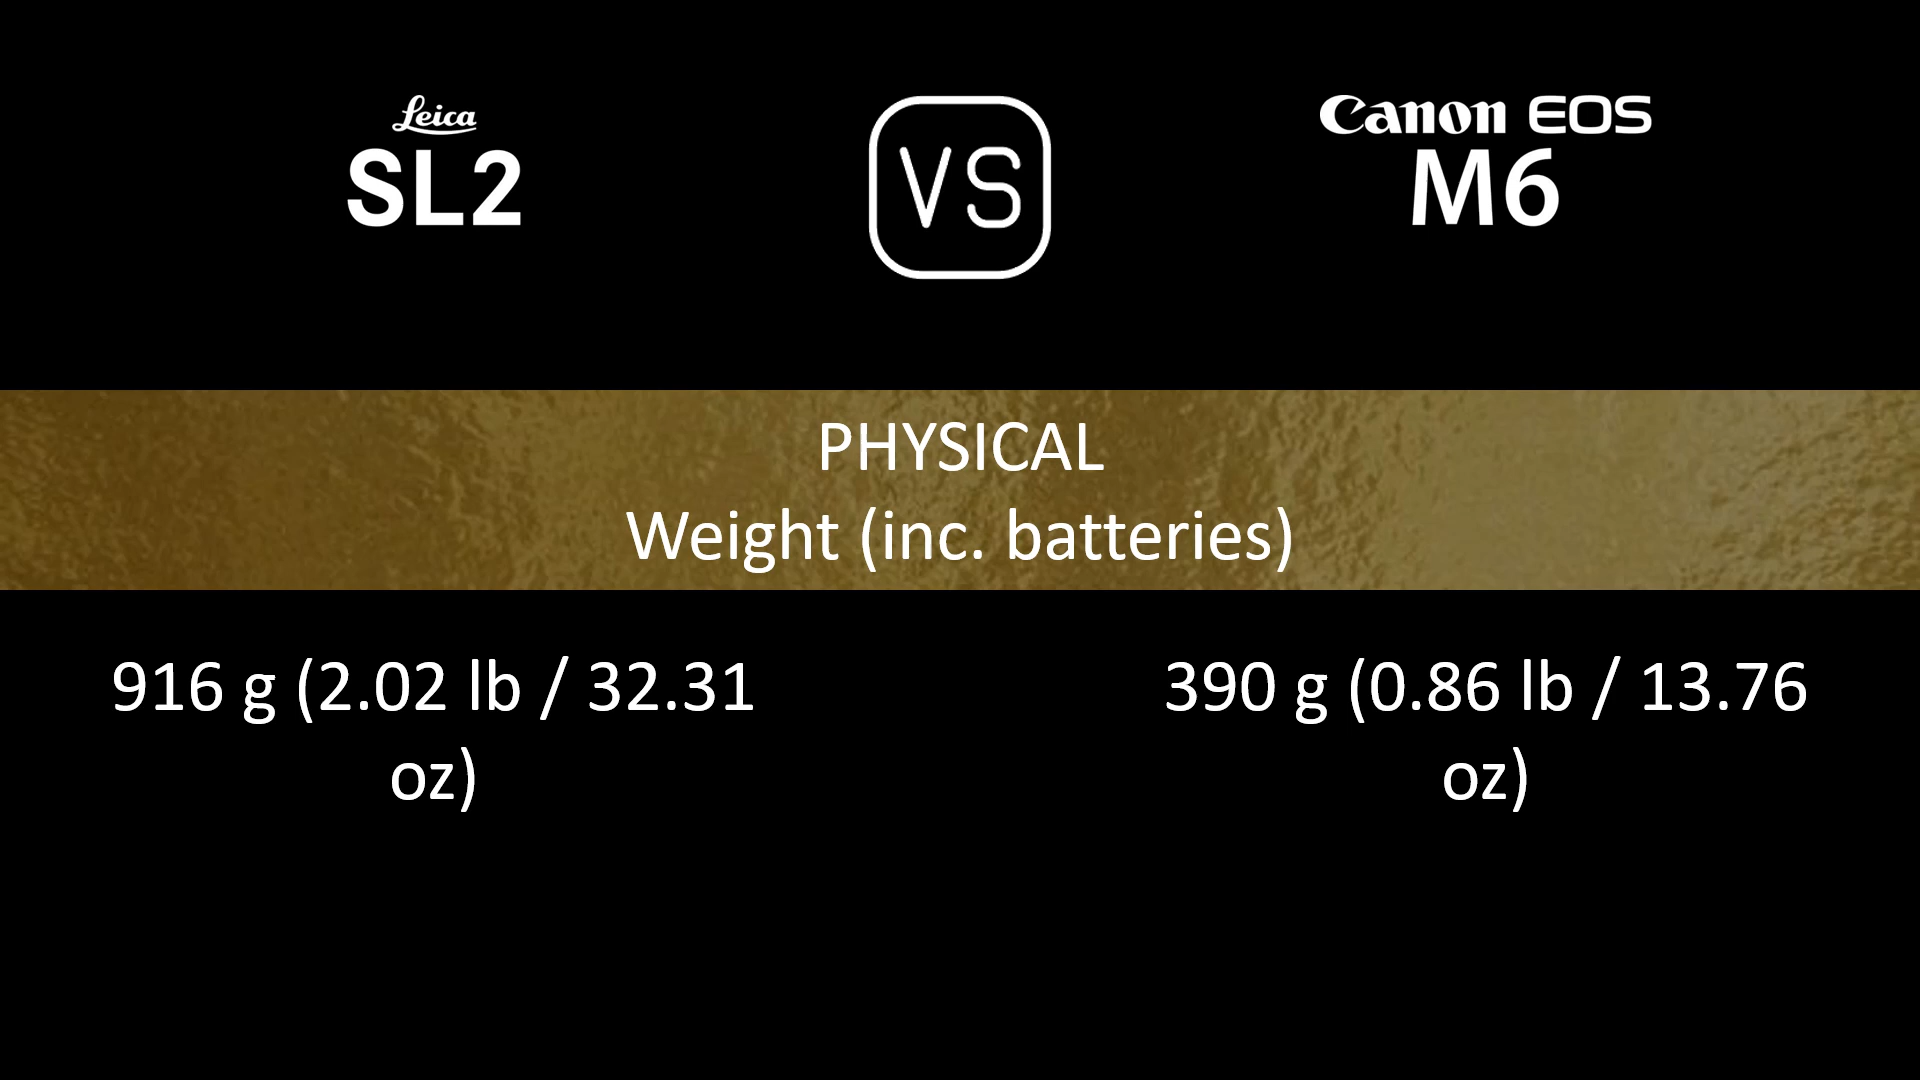 Leica
SL2
VS
Canon EOS
M6
PHYSICAL
Weight (inc. batteries)
916 g (2.02 lb / 32.31
oz)
390 g (0.86 lb / 13.76
oz)